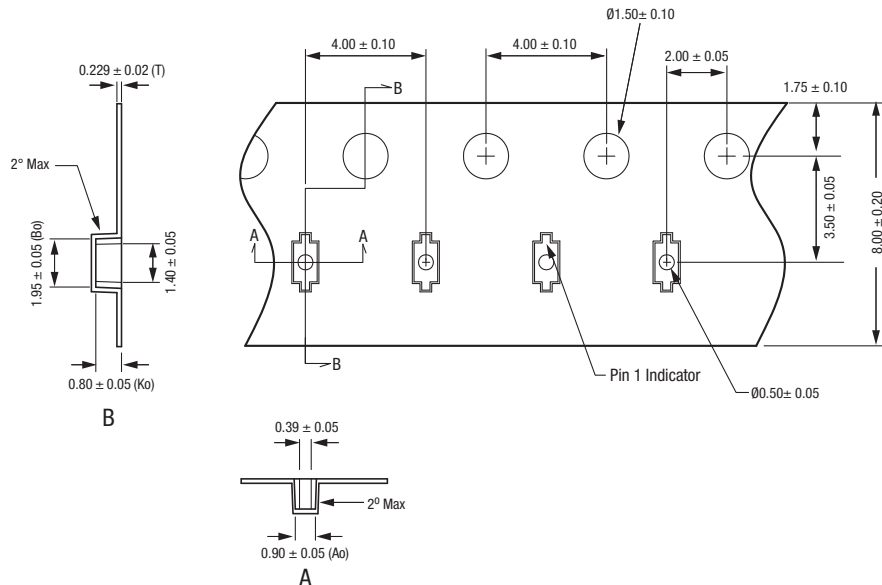 Ø1.50± 0.10
4.00 ± 0.10
4.00 ± 0.10
2.00 ± 0.05
0.229 ± 0.02 (T)
1.75 ± 0.10
B
2° Max
3.50 ± 0.05
8.00 ± 0.20
A
A
1.95 ± 0.05 (Bo)
1.40 ± 0.05
B
Pin 1 Indicator
0.80 ± 0.05 (Ko)
Ø0.50± 0.05
B
0.39 ± 0.05
2º Max
0.90 ± 0.05 (Ao)
A